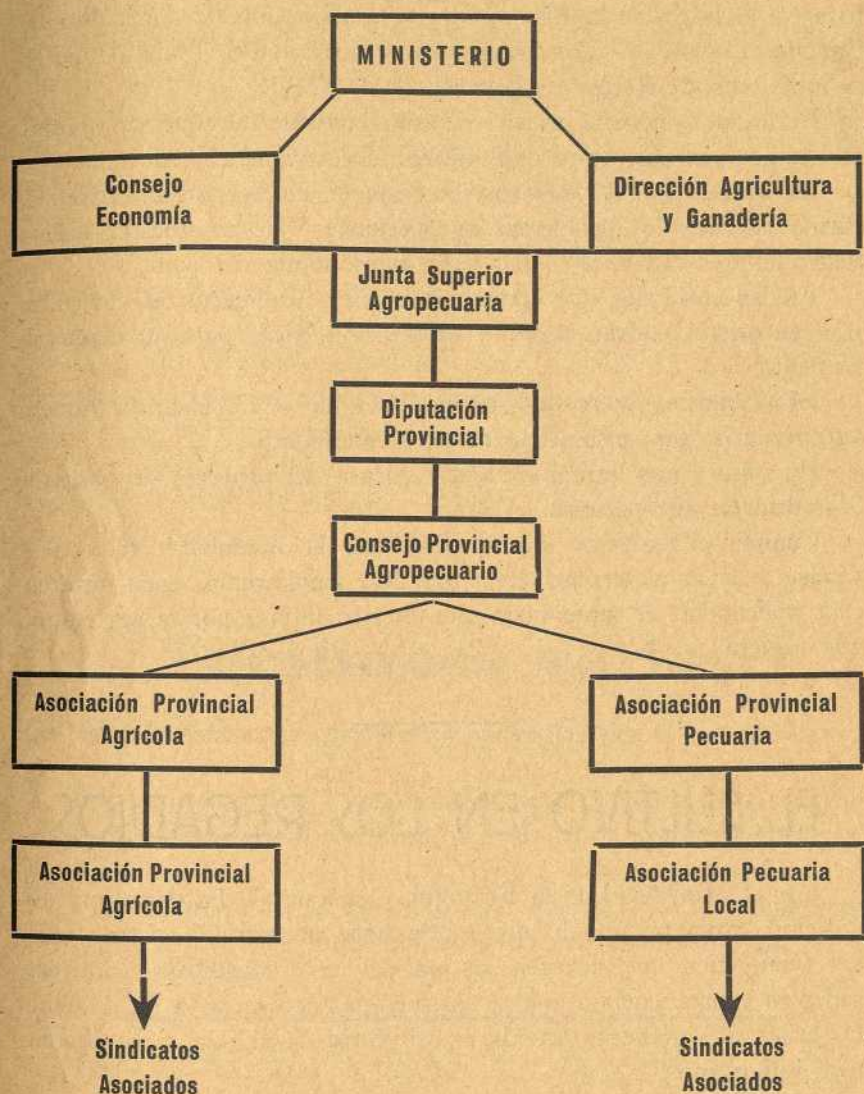 MINISTERIO
Consejo
Economía
Dirección Agricultura
y Ganadería
Junta Superior
Agropecuaria
Diputación
Provincial
Consejo Provincial
Agropecuario
Asociación Provincial
Agrícola
Asociación Provincial
Pecuaria
Asociación Provincial
Agrícola
Asociación Pecuaria
Local
Sindicatos
Asociados
Sindicatos
Asociados